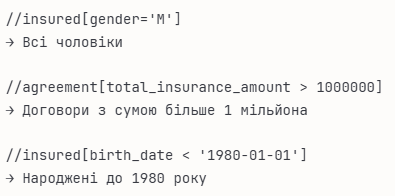 //insured[gender='M']
→ Всі чоловіки
//agreement[total_insurance_amount > 1000000]
→ Договори з сумою більше 1 мільйона
//insured[birth_date < '1980-01-01']
→ Народжені до 1980 року